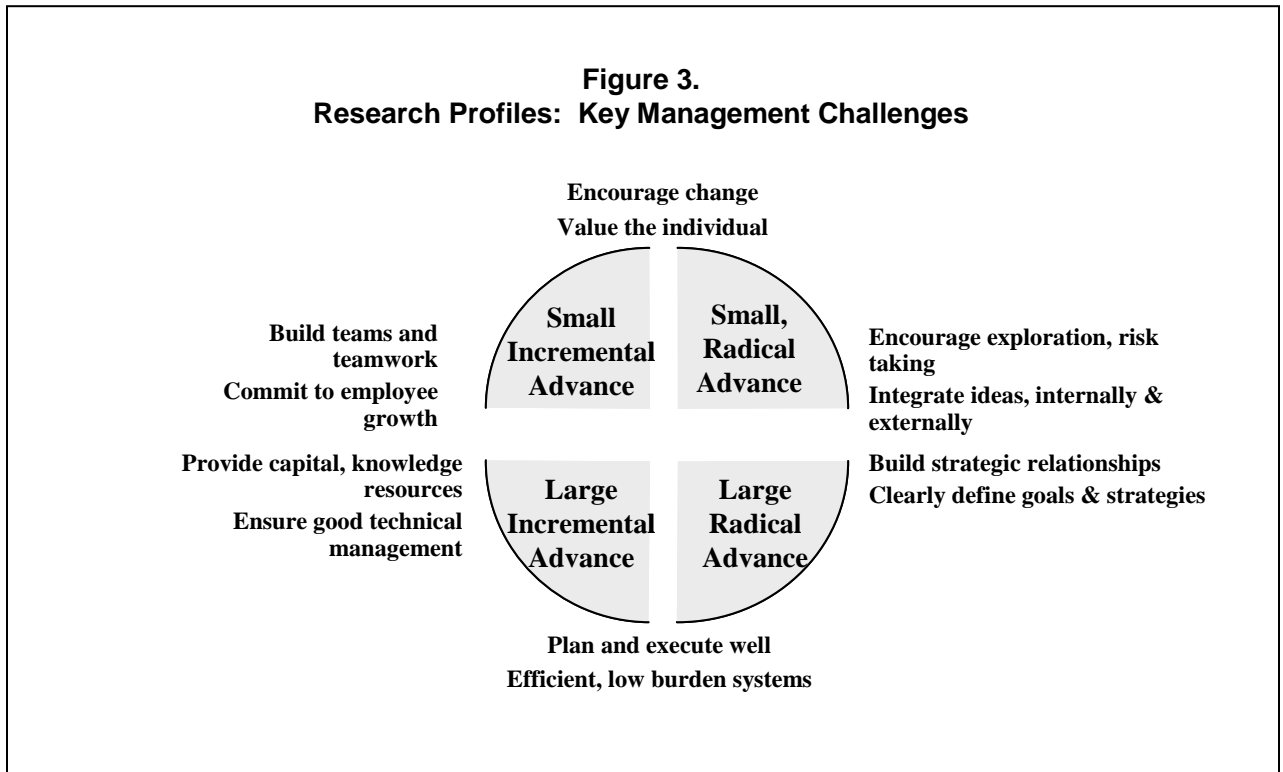 Figure 3.
Research Profiles: Key Management Challenges
Encourage change
Value the individual
Build teams and
teamwork
Commit to employee
growth
Small
Incremental
Advance
Small,
Radical
Advance
Encourage exploration, risk
taking
Integrate ideas, internally &
externally
Provide capital, knowledge
resources
Ensure good technical
management
Large
Incremental
Advance
Large
Radical
Advance
Build strategic relationships
Clearly define goals & strategies
Plan and execute well
Efficient, low burden systems